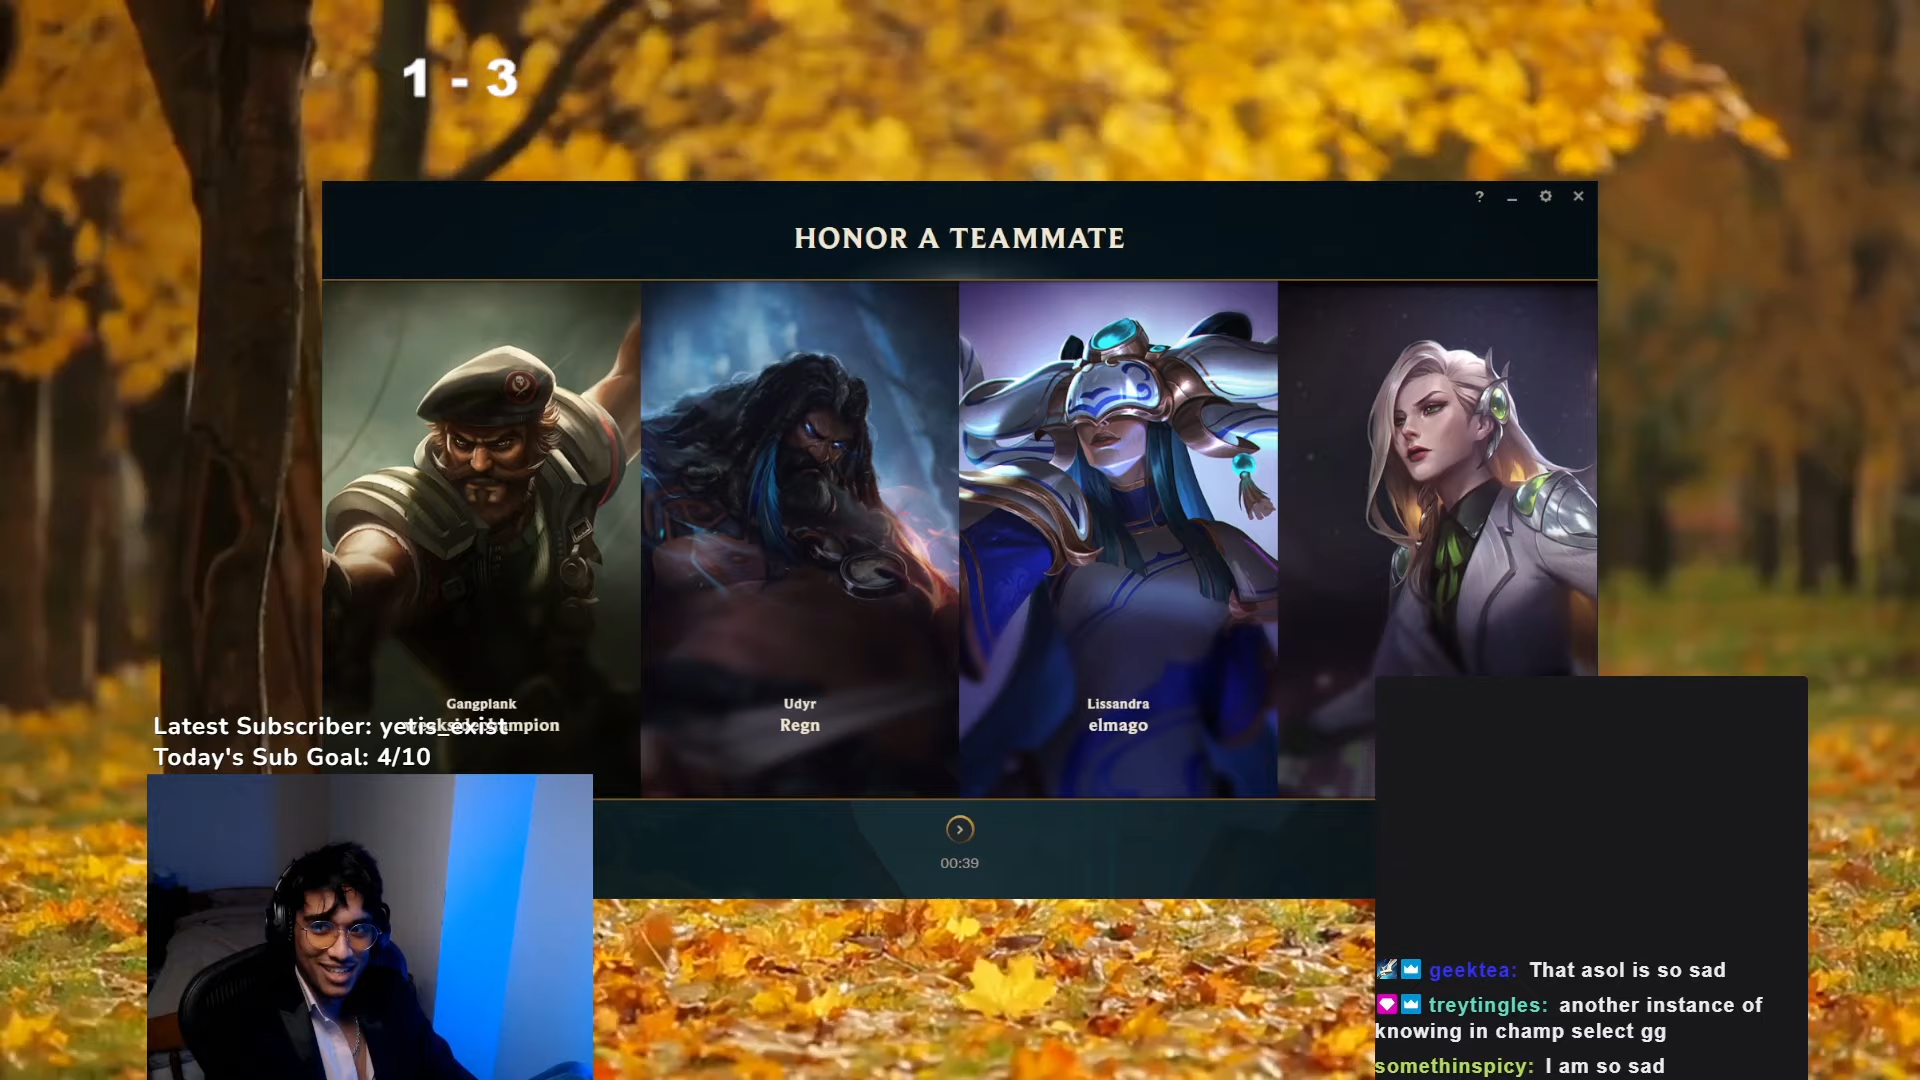 1 - 3
?
HONOR A TEAMMATE
Gangplank
Udyr
Regn
Lissandra
elmago
Latest Subscriber: yetis_exist
Today's Sub Goal: 4/10
00:39
geektea: That asol is so sad
treytingles: another instance of
knowing in champ select gg
somethinspicy: I am so sad